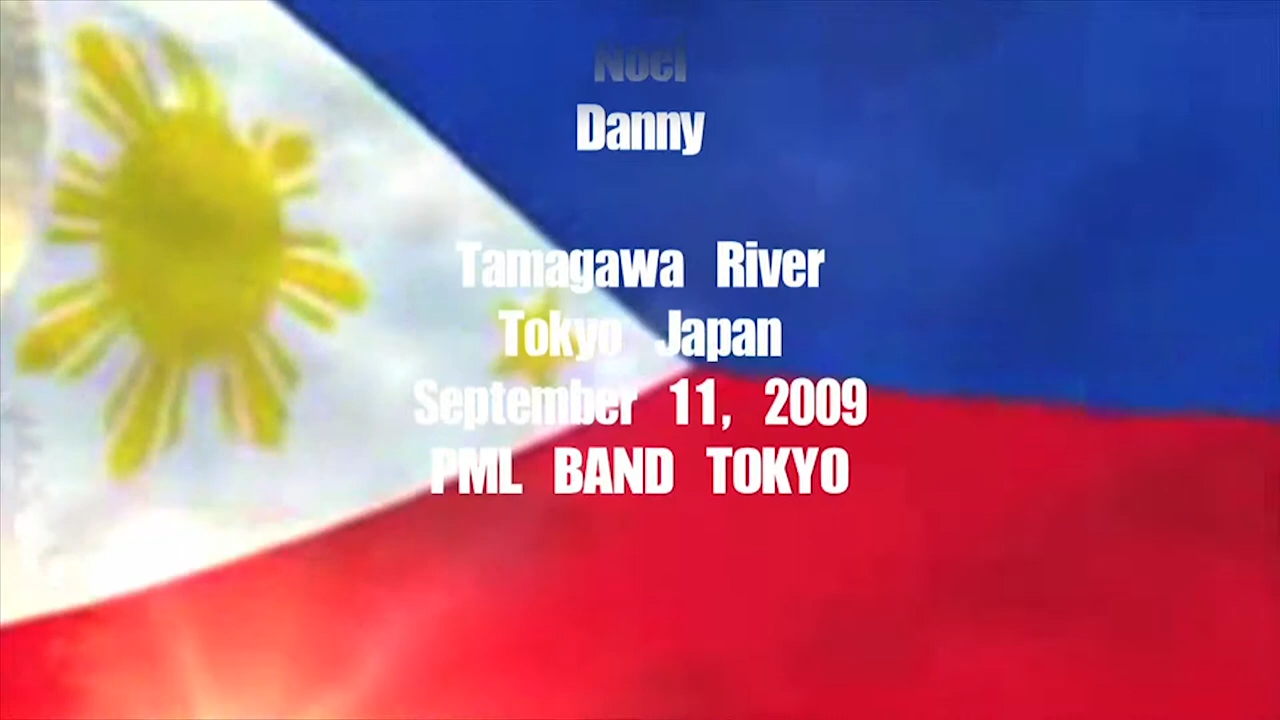 Noel
Danny
Tamagawa River
Tokyo Japan
September 11, 2009
PML BAND TOKYO